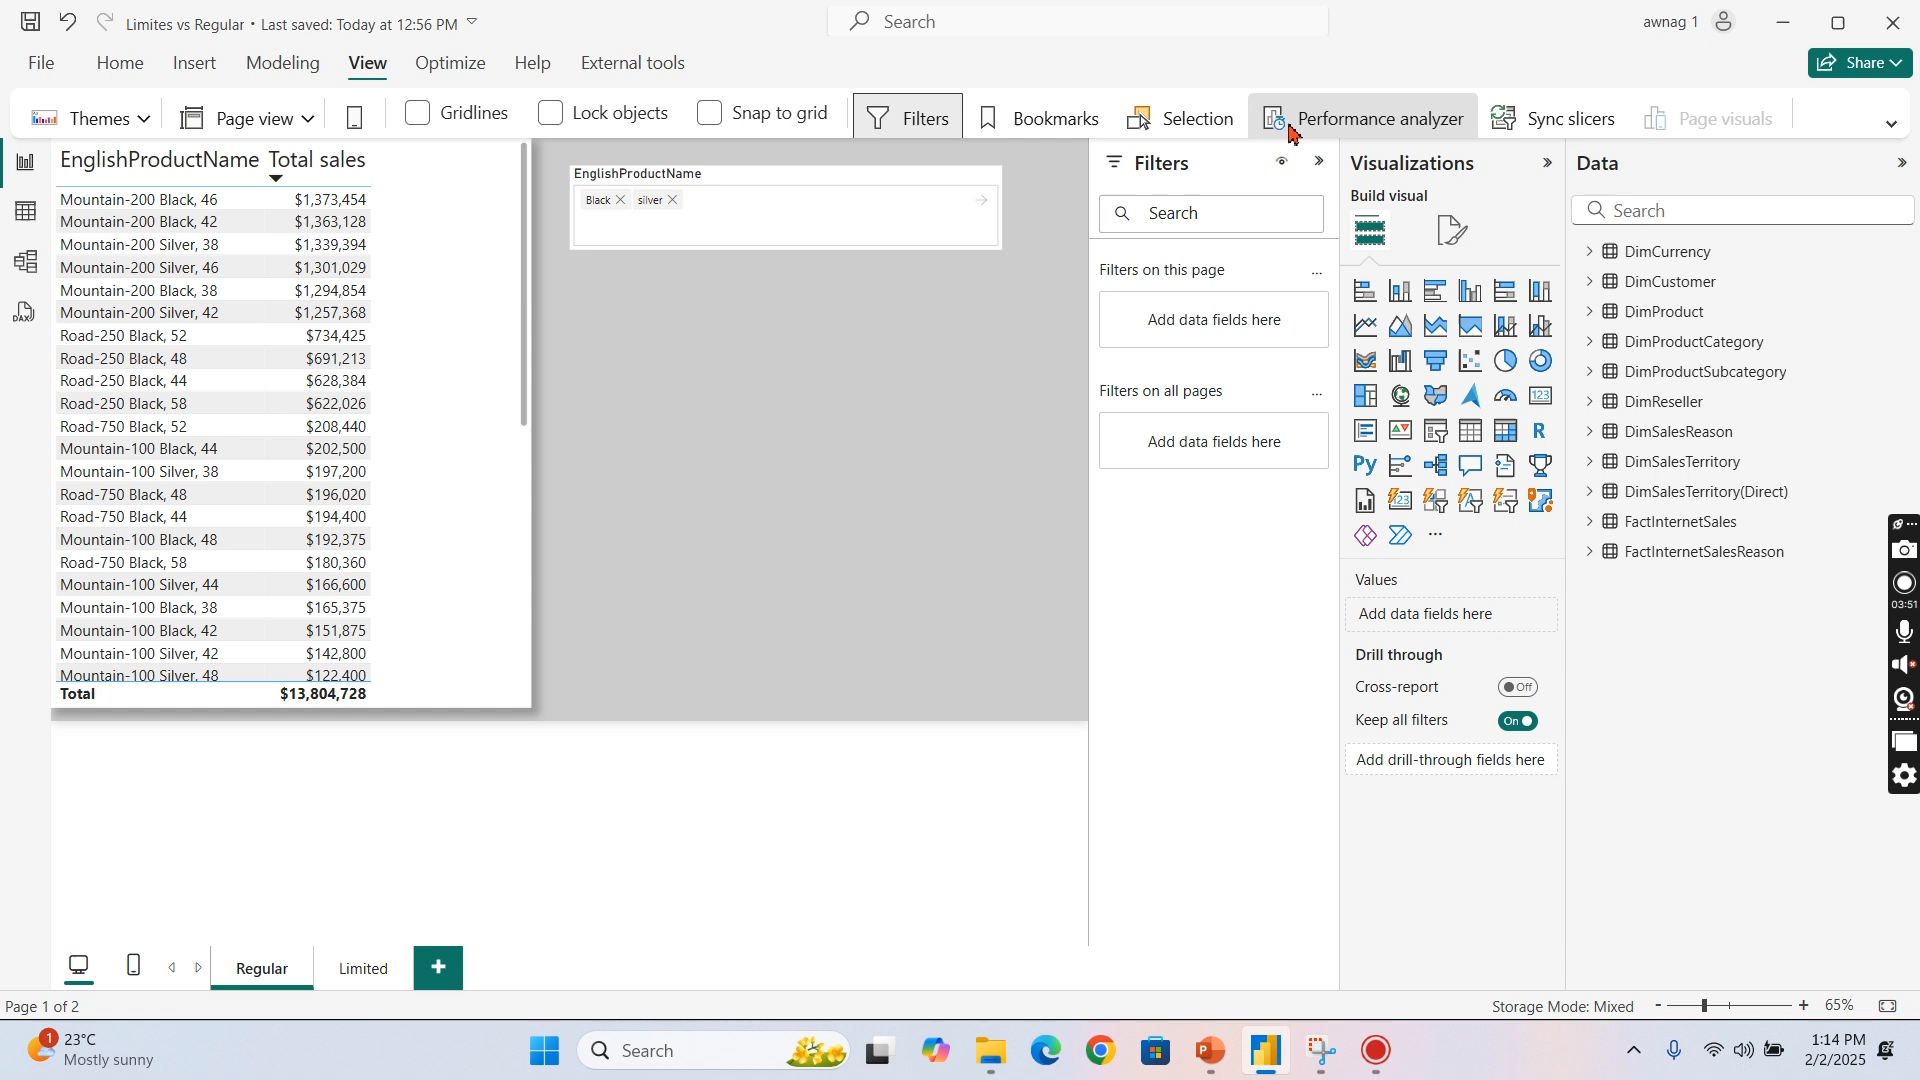 Limites vs Regular • Last saved: Today at 12:56 PM
Search
awnag 1
File Home Insert Modeling View Optimize Help External tools
Share
Themes Page view Gridlines Lock objects Snap to grid Filters Bookmarks Selection Performance analyzer Sync slicers Page visuals
EnglishProductName Total sales
Mountain-200 Black, 46 $1,373,454
Mountain-200 Black, 42 $1,363,128
Mountain-200 Silver, 38 $1,339,394
Mountain-200 Silver, 46 $1,301,029
Mountain-200 Black, 38 $1,294,854
Mountain-200 Silver, 42 $1,257,368
Road-250 Black, 52 $734,425
Road-250 Black, 48 $691,213
Road-250 Black, 44 $628,384
Road-250 Black, 58 $622,026
Road-750 Black, 52 $208,440
Mountain-100 Black, 44 $202,500
Mountain-100 Silver, 38 $197,200
Road-750 Black, 48 $196,020
Road-750 Black, 44 $194,400
Mountain-100 Black, 48 $192,375
Road-750 Black, 58 $180,360
Mountain-100 Silver, 44 $166,600
Mountain-100 Black, 38 $165,375
Mountain-100 Black, 42 $151,875
Mountain-100 Silver, 42 $142,800
Mountain-100 Silver, 48 $122,400
Total $13,804,728
EnglishProductName
Black silver
Filters
Search
Filters on this page ...
Add data fields here
Filters on all pages ...
Add data fields here
Visualizations
Build visual
123
R
Py
123
...
Values
Add data fields here
Drill through
Cross-report Off
Keep all filters On
Add drill-through fields here
Data
Search
DimCurrency
DimCustomer
DimProduct
DimProductCategory
DimProductSubcategory
DimReseller
DimSalesReason
DimSalesTerritory
DimSalesTerritory(Direct)
FactInternetSales
FactInternetSalesReason
DAX
03:51
Regular Limited +
Page 1 of 2
Storage Mode: Mixed - + 65%
1
23°C
Mostly sunny
Search
1:14 PM
2/2/2025